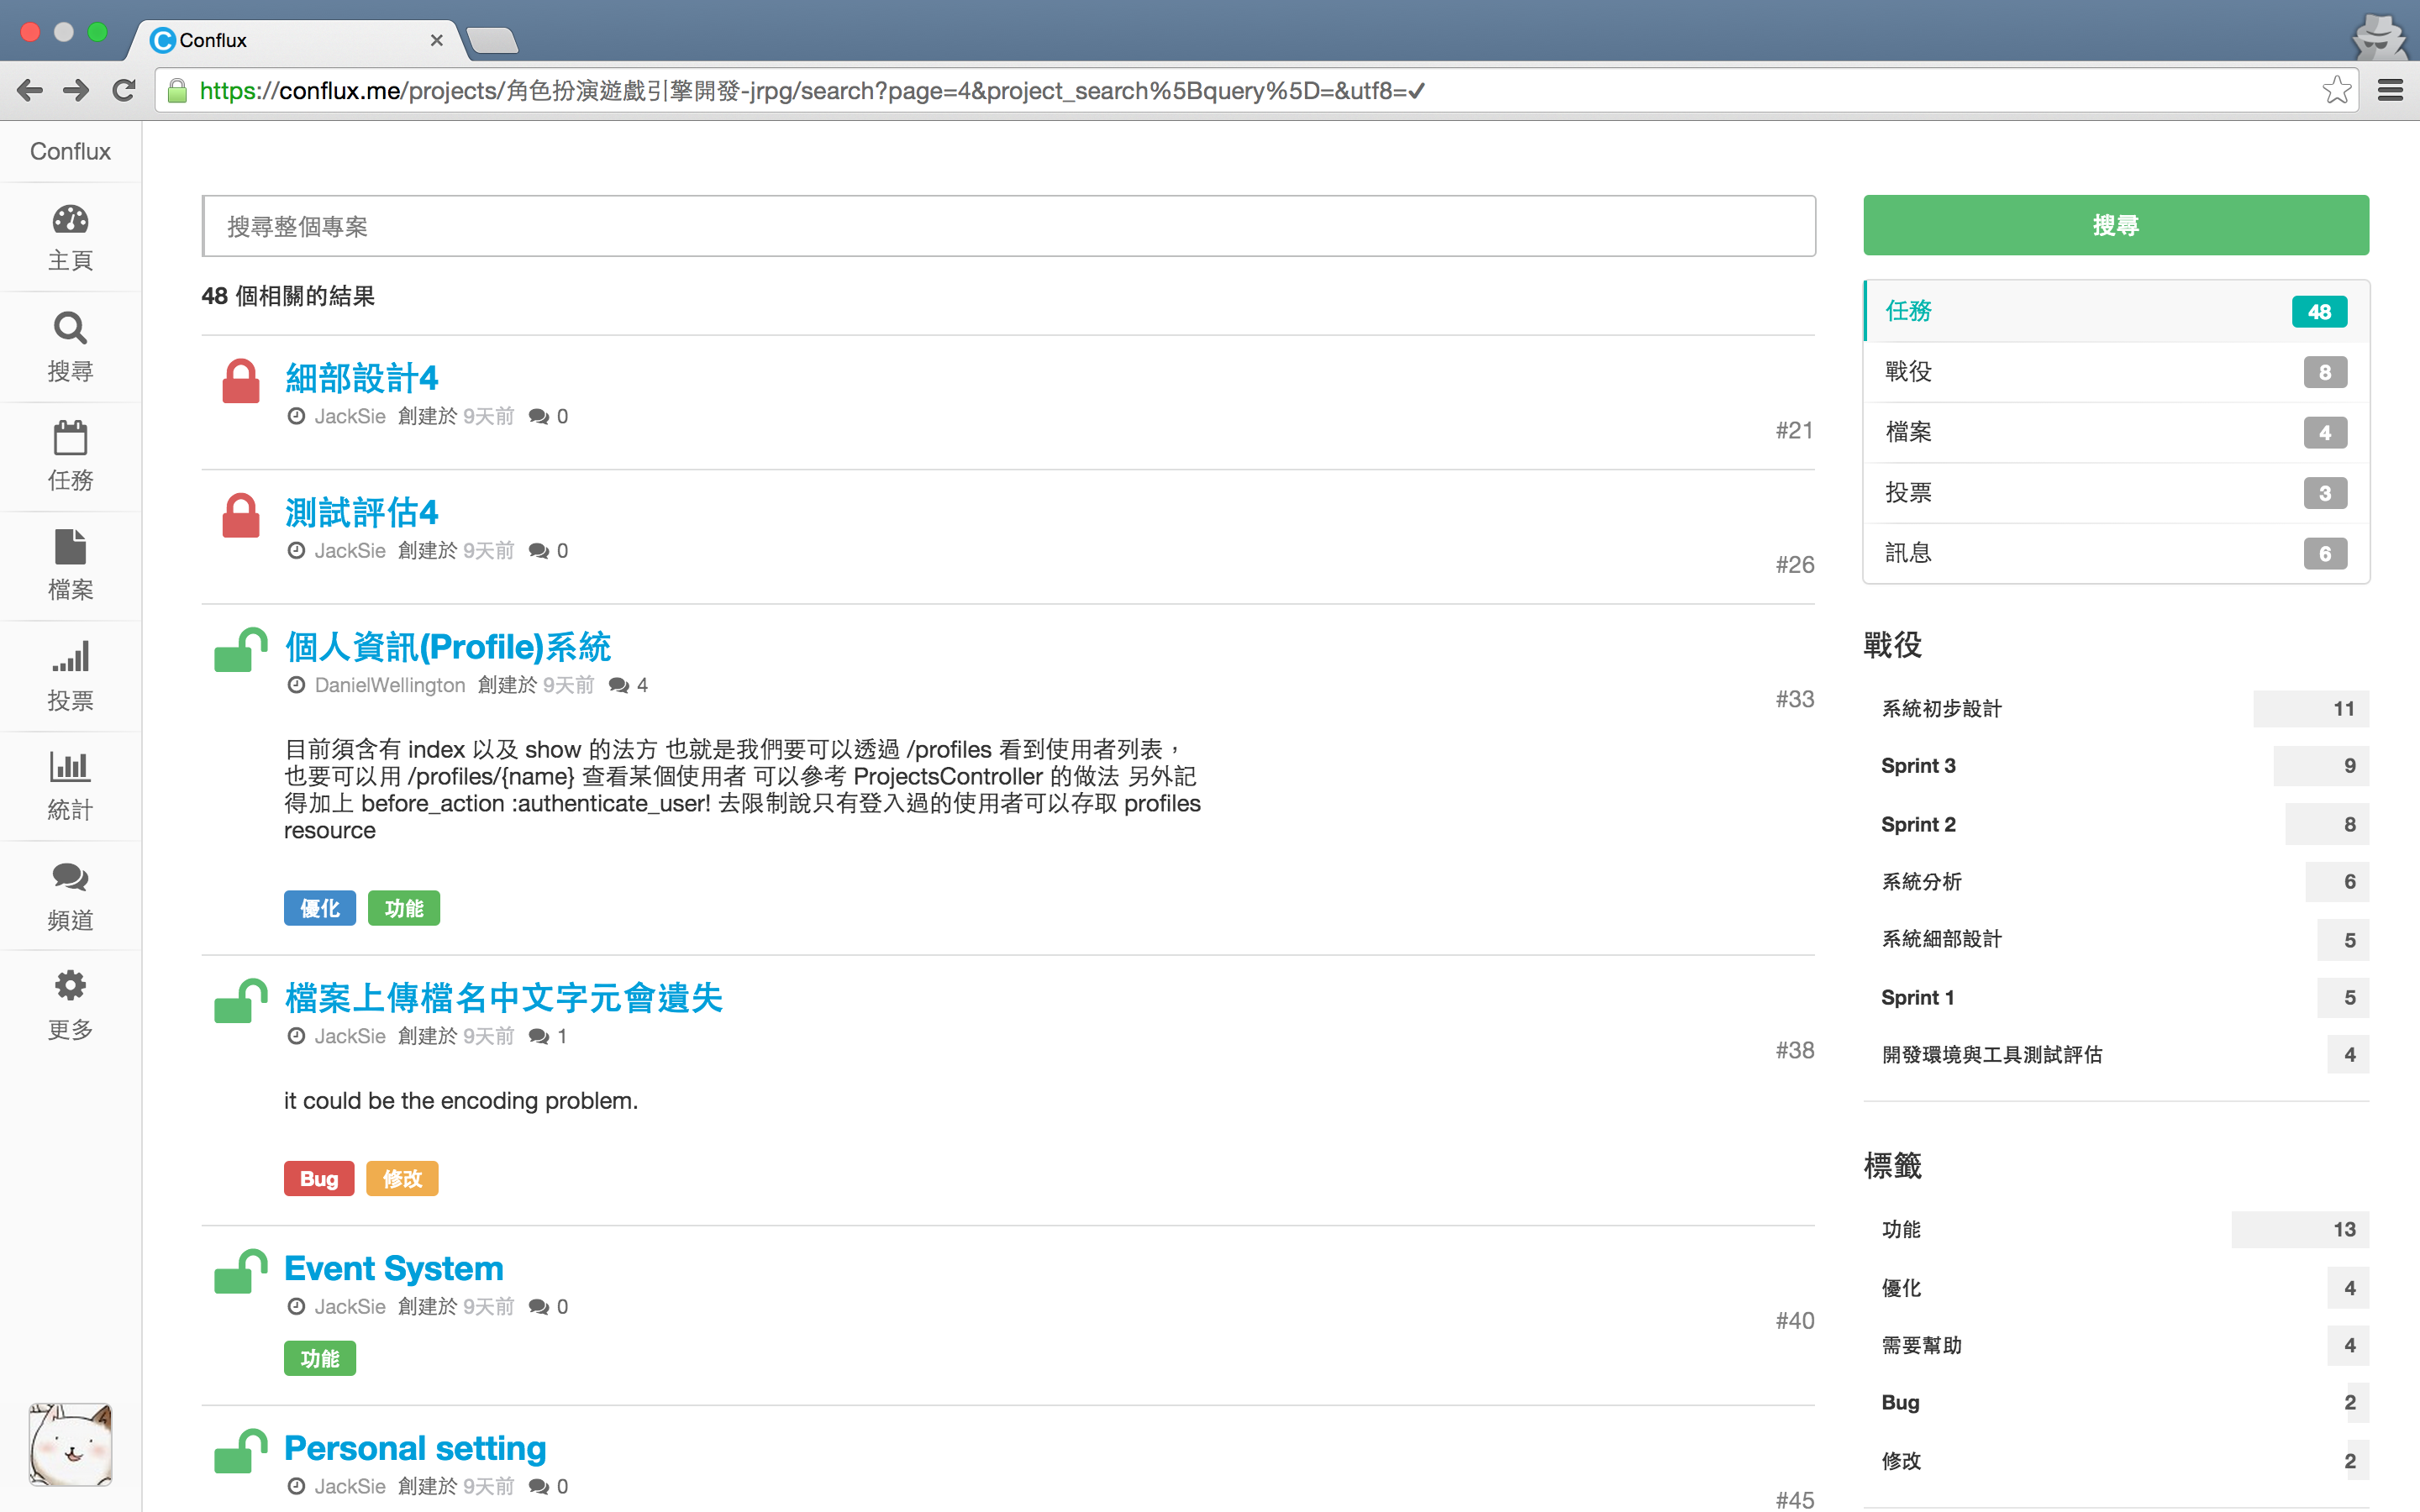 Conflux
https://conflux.me/projects/角色扮演遊戲引擎開發-jrpg/search?page=4&project_search%5Bquery%5D=&utf8=✔
Conflux
主頁
搜尋
任務
檔案
投票
統計
頻道
更多
搜尋整個專案
48 個相關的結果
細部設計4
JackSie 創建於 9天前 0
#21
測試評估4
JackSie 創建於 9天前 0
#26
個人資訊(Profile)系統
DanielWellington 創建於 9天前 4
#33
目前須含有 index 以及 show 的法方 也就是我們要可以透過 /profiles 看到使用者列表，
也要可以用 /profiles/{name} 查看某個使用者 可以參考 ProjectsController 的做法 另外記
得加上 before_action :authenticate_user! 去限制說只有登入過的使用者可以存取 profiles
resource
優化 功能
檔案上傳檔名中文字元會遺失
JackSie 創建於 9天前 1
#38
it could be the encoding problem.
Bug 修改
Event System
JackSie 創建於 9天前 0
#40
功能
Personal setting
JackSie 創建於 9天前 0
#45
搜尋
任務 48
戰役 8
檔案 4
投票 3
訊息 6
戰役
系統初步設計 11
Sprint 3 9
Sprint 2 8
系統分析 6
系統細部設計 5
Sprint 1 5
開發環境與工具測試評估 4
標籤
功能 13
優化 4
需要幫助 4
Bug 2
修改 2